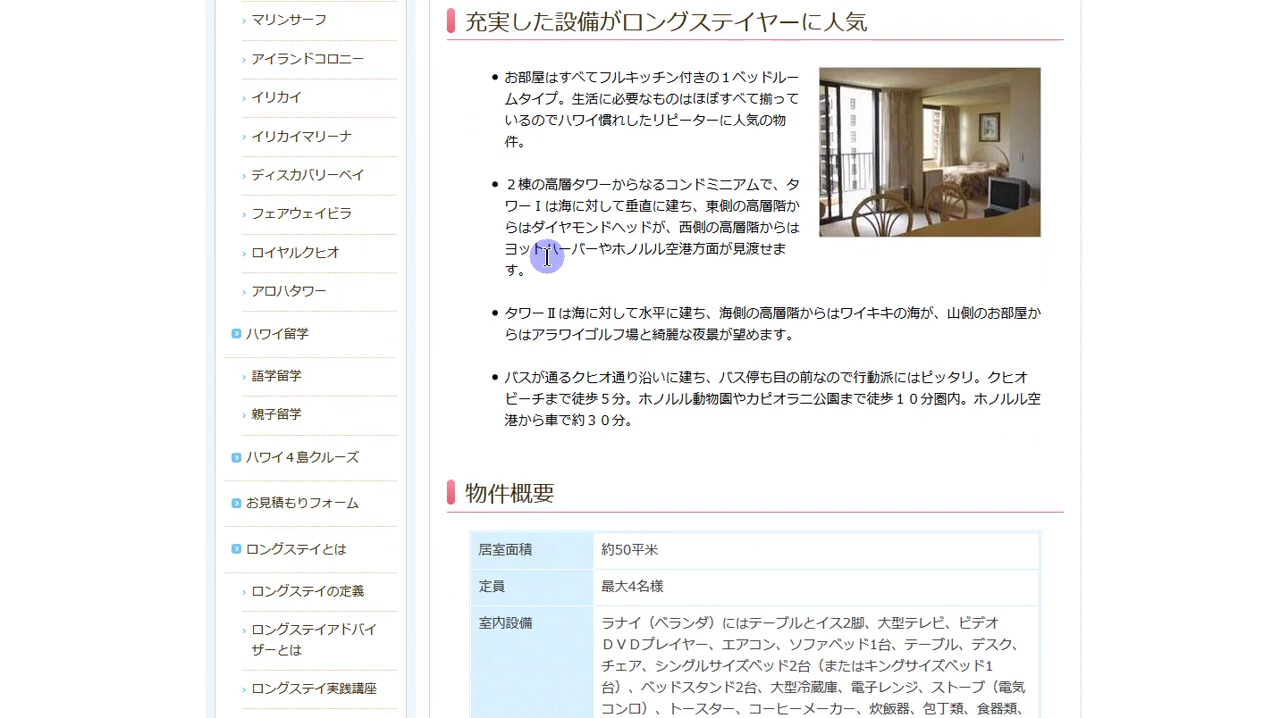 マリンサーフ
アイランドコロニー
イリカイ
イリカイマリーナ
ディスカバリーベイ
フェアウェイビラ
ロイヤルクヒオ
アロハタワー
ハワイ留学
語学留学
親子留学
ハワイ４島クルーズ
お見積もりフォーム
ロングステイとは
ロングステイの定義
ロングステイアドバイ
ザーとは
ロングステイ実践講座
充実した設備がロングステイヤーに人気
お部屋はすべてフルキッチン付きの１ベッドルー
ムタイプ。生活に必要なものはほぼすべて揃って
いるのでハワイ慣れしたリピーターに人気の物
件。
２棟の高層タワーからなるコンドミニアムで、タ
ワーⅠは海に対して垂直に建ち、東側の高層階か
らはダイヤモンドヘッドが、西側の高層階からは
ヨットハーバーやホノルル空港方面が見渡せま
す。
タワーⅡは海に対して水平に建ち、海側の高層階からはワイキキの海が、山側のお部屋か
らはアラワイゴルフ場と綺麗な夜景が望めます。
バスが通るクヒオ通り沿いに建ち、バス停も目の前なので行動派にはピッタリ。クヒオ
ビーチまで徒歩５分。ホノルル動物園やカピオラニ公園まで徒歩１０分圏内。ホノルル空
港から車で約３０分。
物件概要
居室面積 約50平米
定員 最大4名様
室内設備 ラナイ（ベランダ）にはテーブルとイス2脚、大型テレビ、ビデオ
ＤＶＤプレイヤー、エアコン、ソファベッド1台、テーブル、デスク、
チェア、シングルサイズベッド2台（またはキングサイズベッド1
台）、ベッドスタンド2台、大型冷蔵庫、電子レンジ、ストーブ（電気
コンロ）、トースター、コーヒーメーカー、炊飯器、包丁類、食器類、